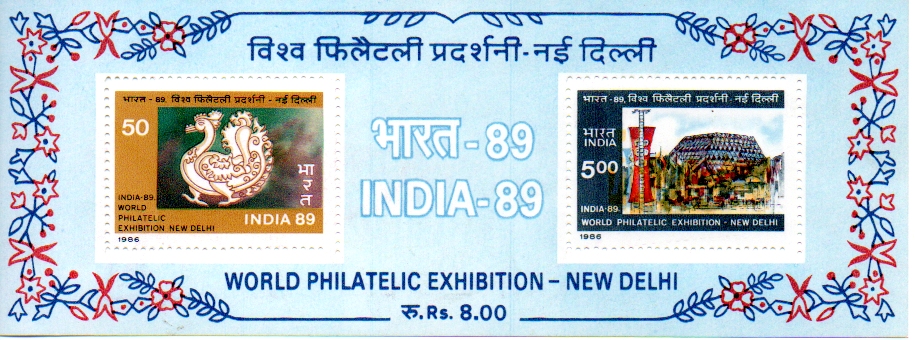 विश्व फिलैटली प्रदर्शनी-नई दिल्ली
भारत - 89. विश्व फिलैटली प्रदर्शनी - नई दिल्ली
50
भारत
INDIA-89.
WORLD
PHILATELIC
EXHIBITION NEW DELHI
INDIA 89
1986
भारत - 89
INDIA-89
भारत - 89, विश्व फिलैटली प्रदर्शनी - नई दिल्ली
भारत
INDIA
500
INDIA-89.
WORLD PHILATELIC EXHIBITION - NEW DELHI
1986
WORLD PHILATELIC EXHIBITION – NEW DELHI
रु.Rs. 8.00